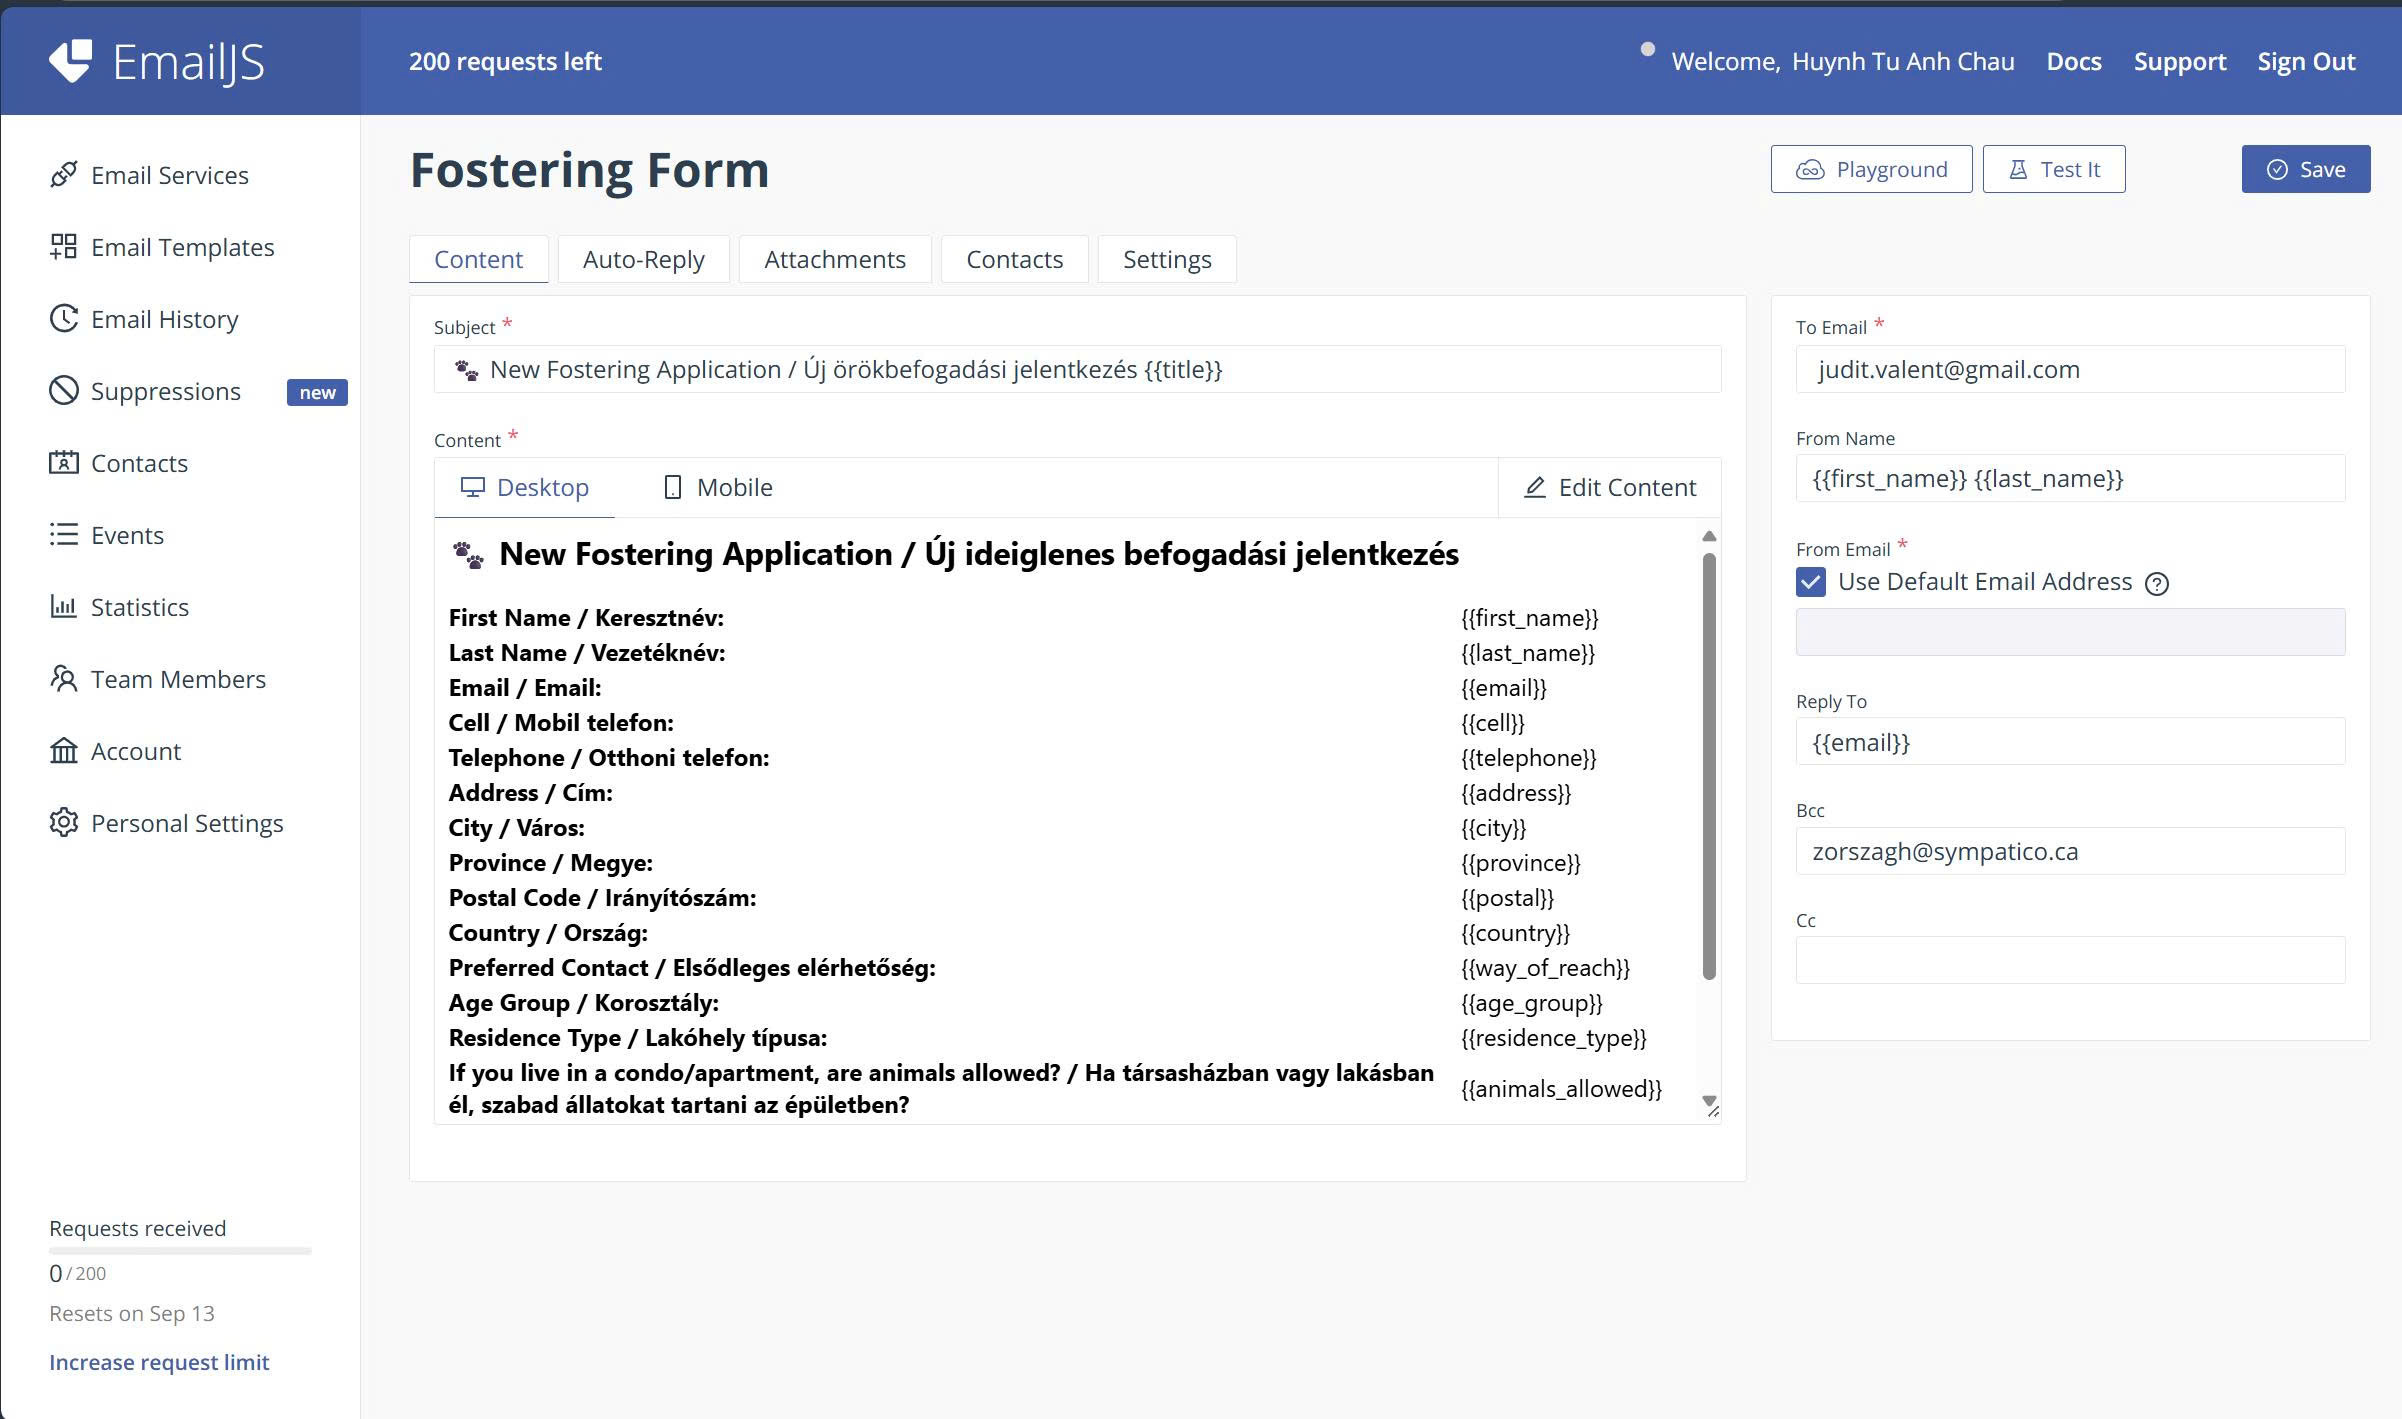 EmailJS
200 requests left
Welcome, Huynh Tu Anh Chau
Docs
Support
Sign Out
Email Services
Email Templates
Email History
Suppressions new
Contacts
Events
Statistics
Team Members
Account
Personal Settings
Requests received
0 / 200
Resets on Sep 13
Increase request limit
Fostering Form
Playground
Test It
Save
Content
Auto-Reply
Attachments
Contacts
Settings
Subject *
🐾 New Fostering Application / Új örökbefogadási jelentkezés {{title}}
Content *
Desktop
Mobile
Edit Content
🐾 New Fostering Application / Új ideiglenes befogadási jelentkezés
First Name / Keresztnév: {{first_name}}
Last Name / Vezetéknév: {{last_name}}
Email / Email: {{email}}
Cell / Mobil telefon: {{cell}}
Telephone / Otthoni telefon: {{telephone}}
Address / Cím: {{address}}
City / Város: {{city}}
Province / Megye: {{province}}
Postal Code / Irányítószám: {{postal}}
Country / Ország: {{country}}
Preferred Contact / Elsődleges elérhetőség: {{way_of_reach}}
Age Group / Korosztály: {{age_group}}
Residence Type / Lakóhely típusa: {{residence_type}}
If you live in a condo/apartment, are animals allowed? / Ha társasházban vagy lakásban
él, szabad állatokat tartani az épületben? {{animals_allowed}}
To Email *
judit.valent@gmail.com
From Name
{{first_name}} {{last_name}}
From Email *
Use Default Email Address ?
Reply To
{{email}}
Bcc
zorszagh@sympatico.ca
Cc